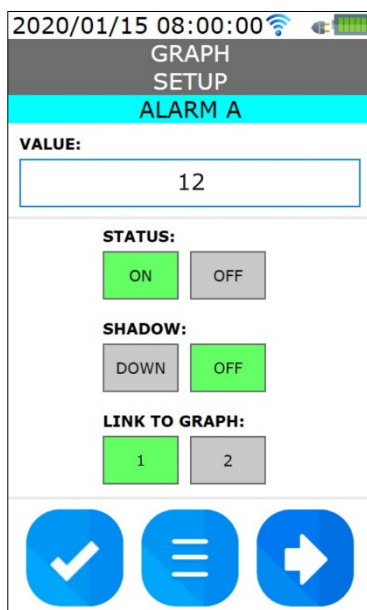 2020/01/15 08:00:00
GRAPH
SETUP
ALARM A
VALUE:
12
STATUS:
ON OFF
SHADOW:
DOWN OFF
LINK TO GRAPH:
1 2